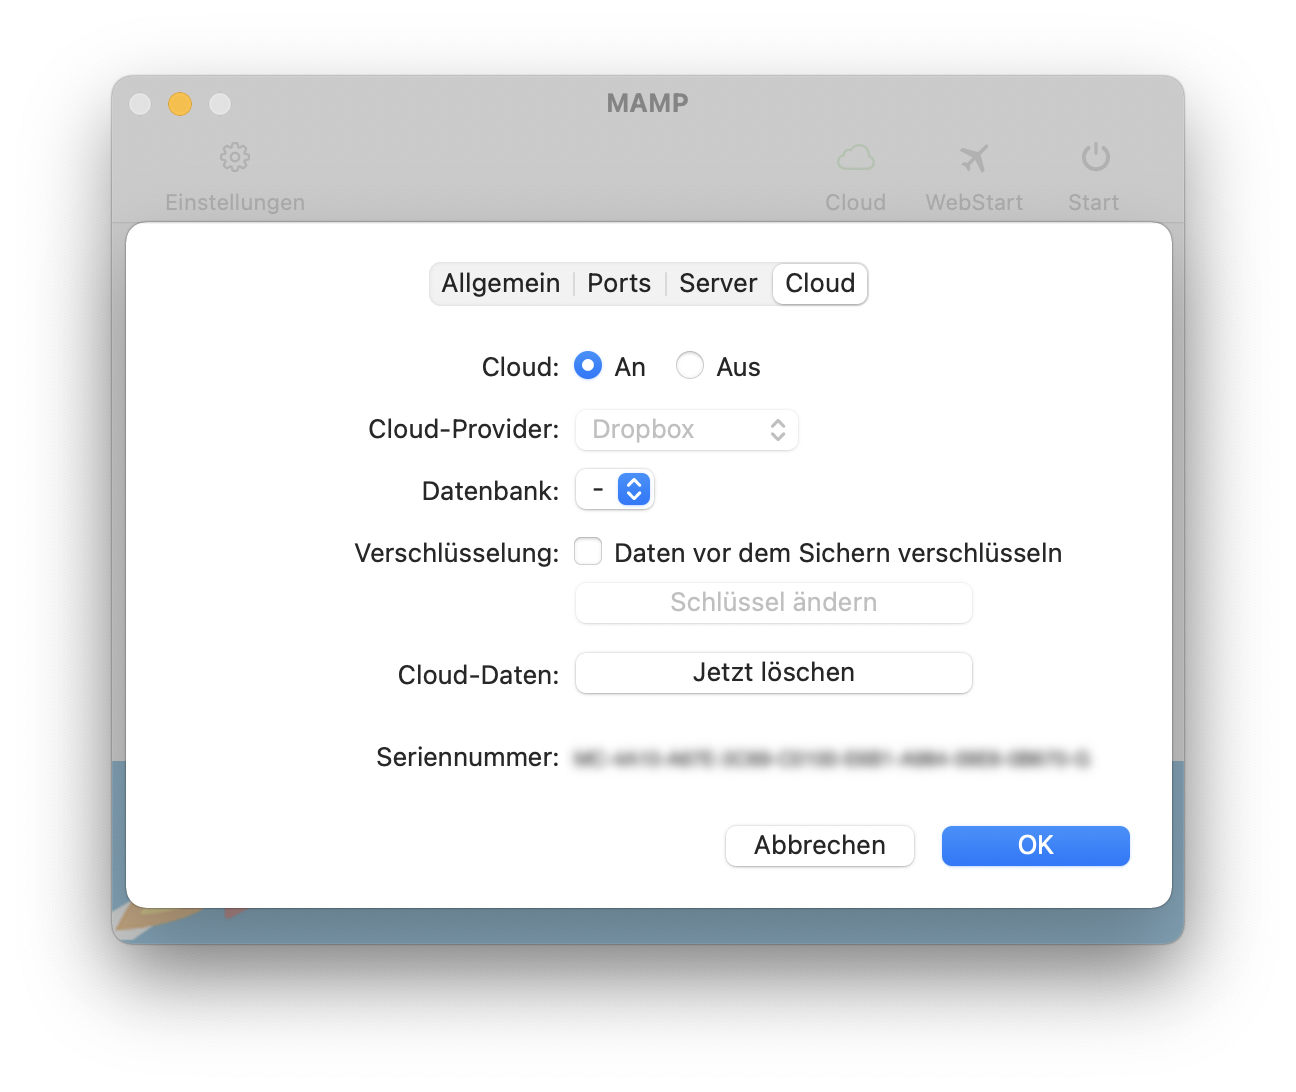 MAMP
Einstellungen
Cloud
WebStart
Start
Allgemein Ports Server Cloud
Cloud: An Aus
Cloud-Provider: Dropbox
Datenbank: -
Verschlüsselung: Daten vor dem Sichern verschlüsseln
Schlüssel ändern
Cloud-Daten: Jetzt löschen
Seriennummer:
Abbrechen OK